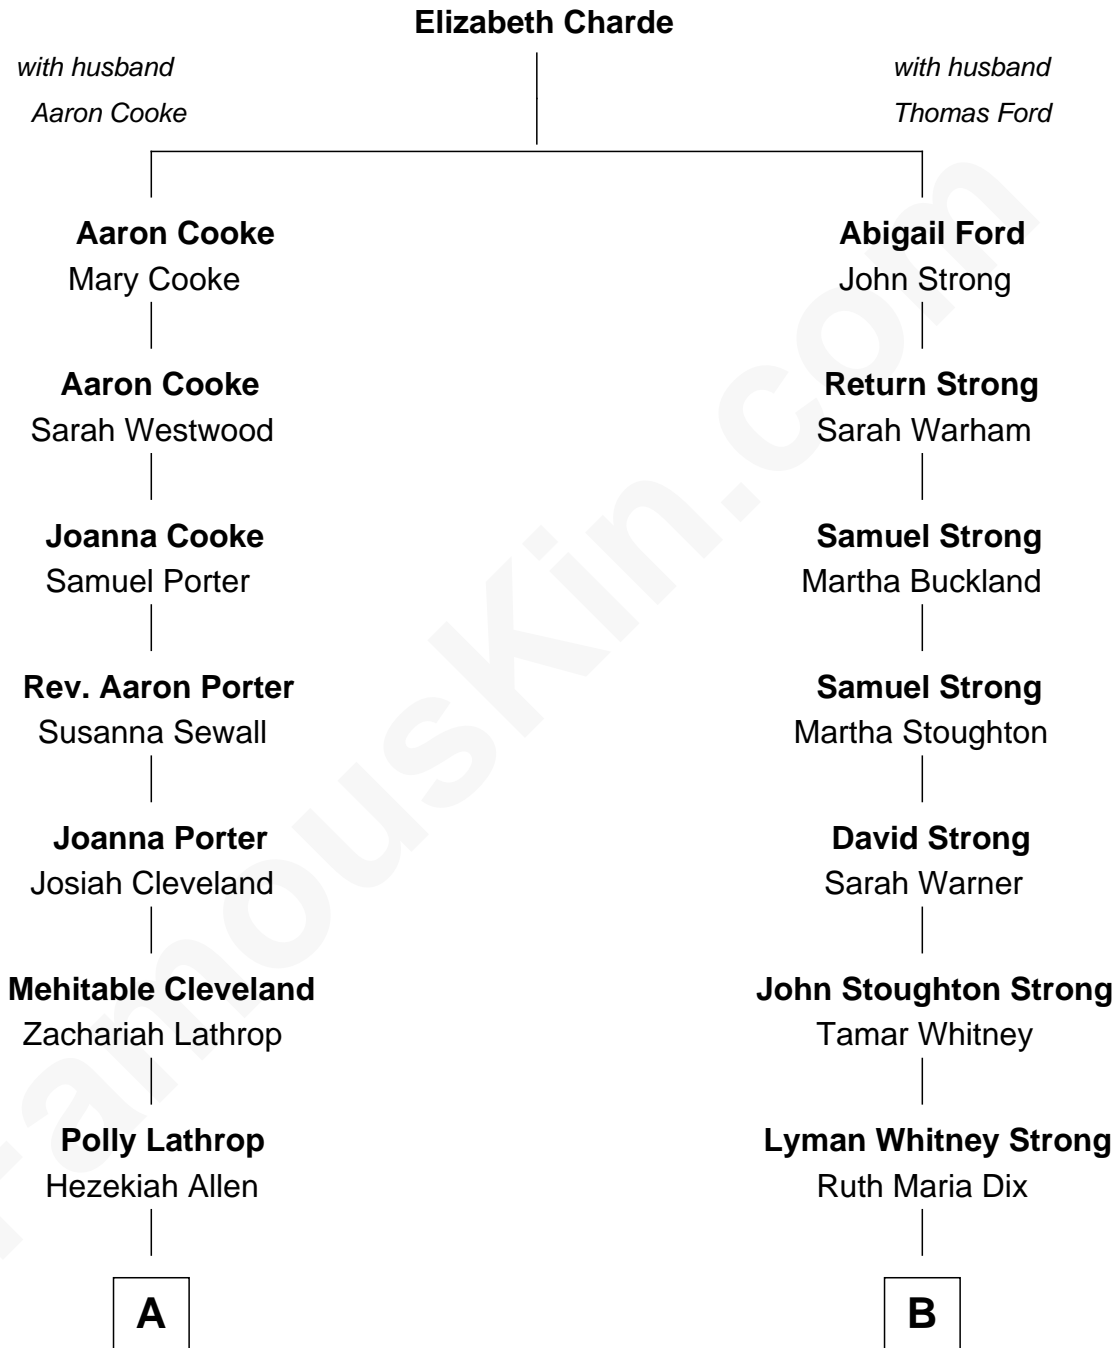 Elizabeth Charde
with husband
Aaron Cooke
with husband
Thomas Ford
Aaron Cooke
Mary Cooke
Abigail Ford
John Strong
Aaron Cooke
Sarah Westwood
Return Strong
Sarah Warham
Joanna Cooke
Samuel Porter
Samuel Strong
Martha Buckland
Rev. Aaron Porter
Susanna Sewall
Samuel Strong
Martha Stoughton
Joanna Porter
Josiah Cleveland
David Strong
Sarah Warner
Mehitable Cleveland
Zachariah Lathrop
John Stoughton Strong
Tamar Whitney
Polly Lathrop
Hezekiah Allen
Lyman Whitney Strong
Ruth Maria Dix
A
B
FamousKin.com